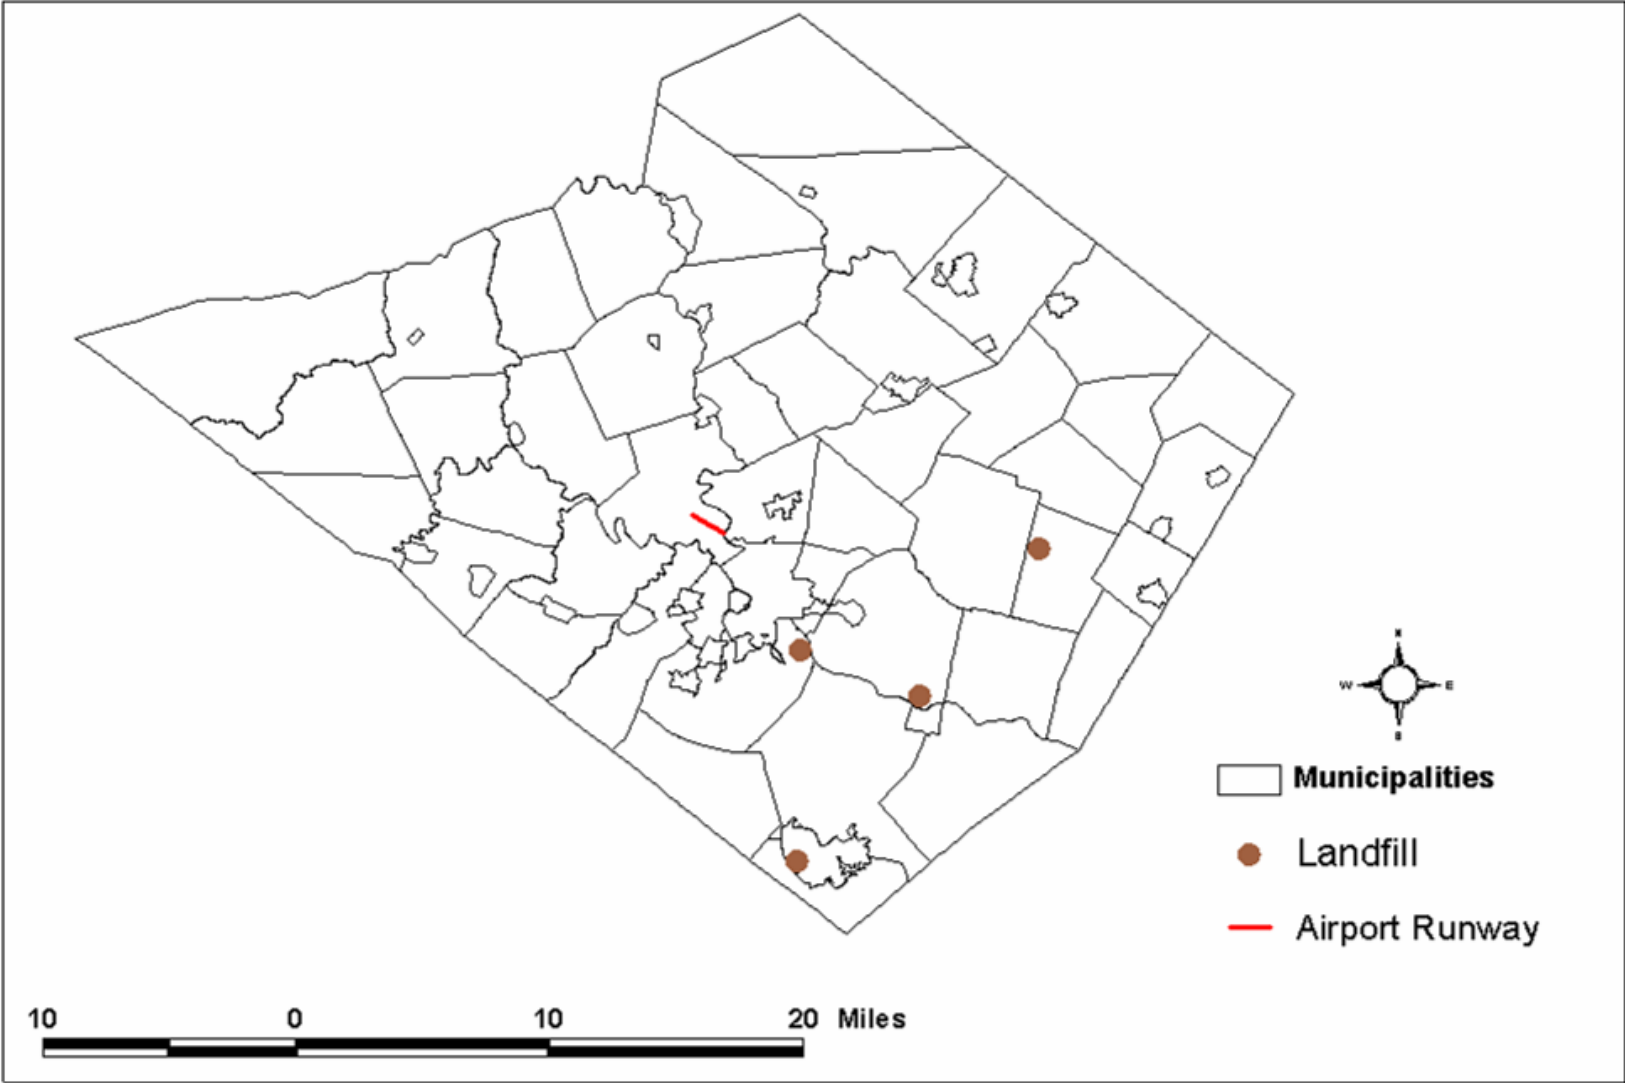 N
W E
S
Municipalities
Landfill
Airport Runway
10 0 10 20 Miles